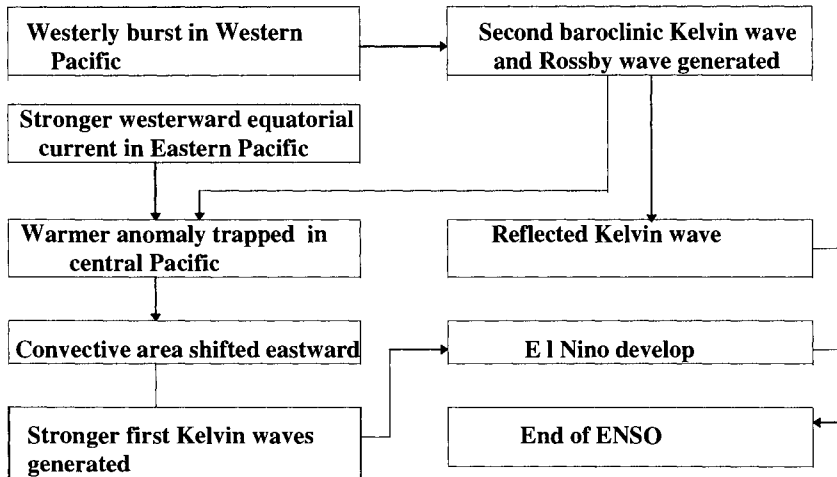 Westerly burst in Western
Pacific
Second baroclinic Kelvin wave
and Rossby wave generated
Stronger westerward equatorial
current in Eastern Pacific
Warmer anomaly trapped in
central Pacific
Reflected Kelvin wave
Convective area shifted eastward
E l Nino develop
Stronger first Kelvin waves
generated
End of ENSO